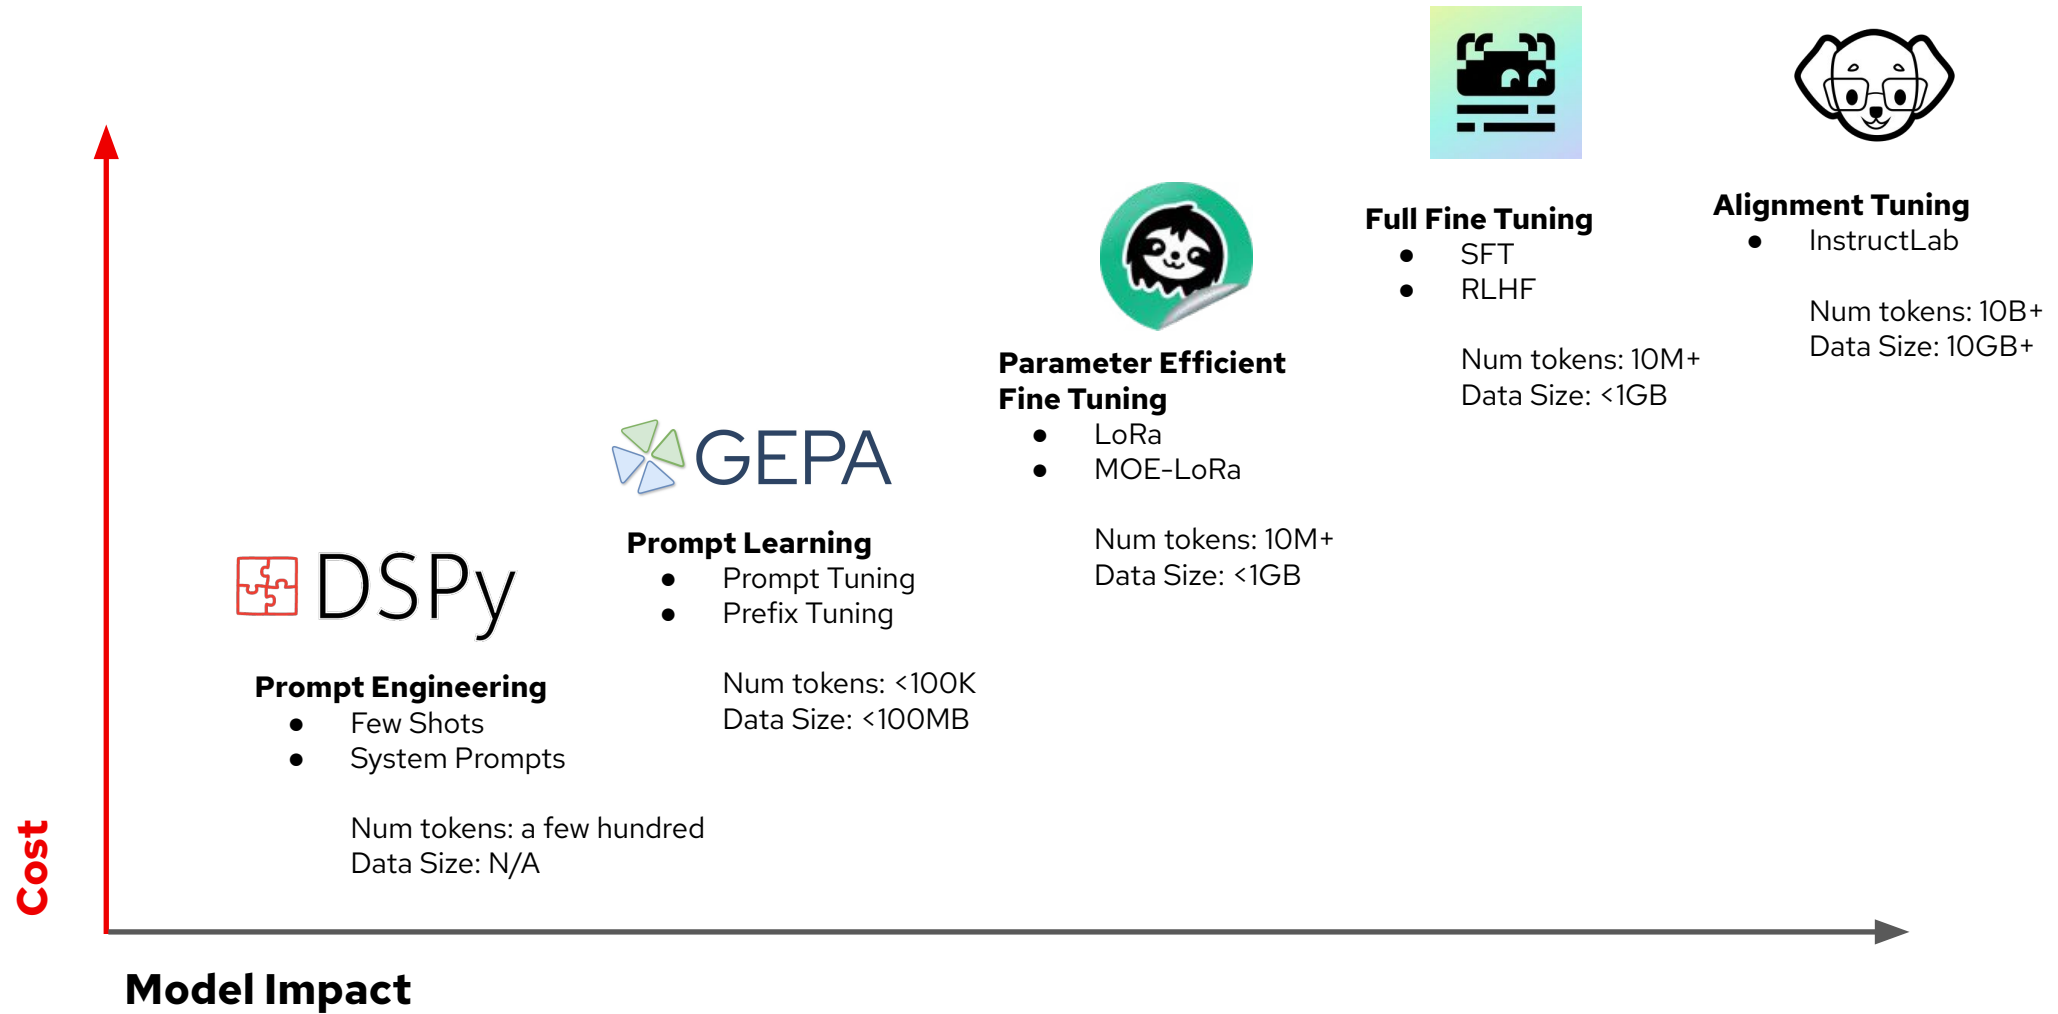 Cost
DSPy
Prompt Engineering
● Few Shots
● System Prompts
Num tokens: a few hundred
Data Size: N/A
GEPA
Prompt Learning
● Prompt Tuning
● Prefix Tuning
Num tokens: <100K
Data Size: <100MB
Parameter Efficient
Fine Tuning
● LoRa
● MOE-LoRa
Num tokens: 10M+
Data Size: <1GB
Full Fine Tuning
● SFT
● RLHF
Num tokens: 10M+
Data Size: <1GB
Alignment Tuning
● InstructLab
Num tokens: 10B+
Data Size: 10GB+
Model Impact